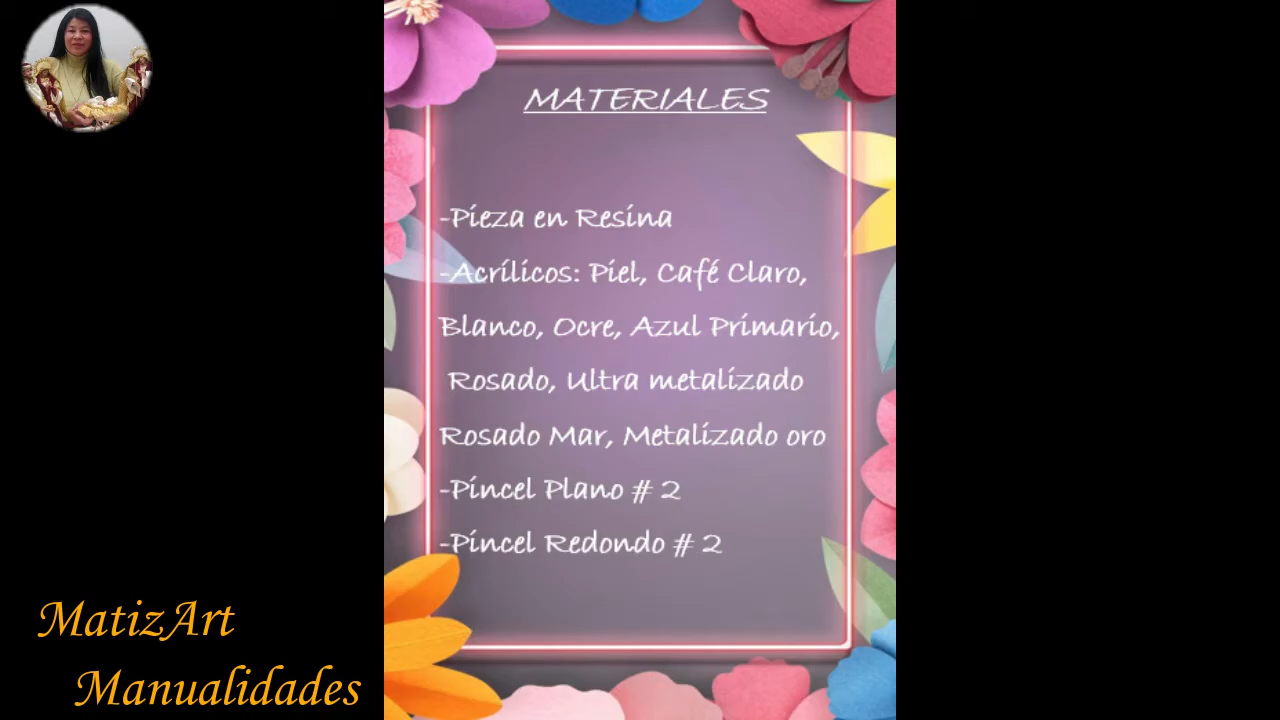 MATERIALES
-Pieza en Resina
-Acrílicos: Piel, Café Claro,
Blanco, Ocre, Azul Primario,
Rosado, Ultra metalizado
Rosado Mar, Metalizado oro
-Pincel Plano # 2
-Pincel Redondo # 2
MatizArt
Manualidades